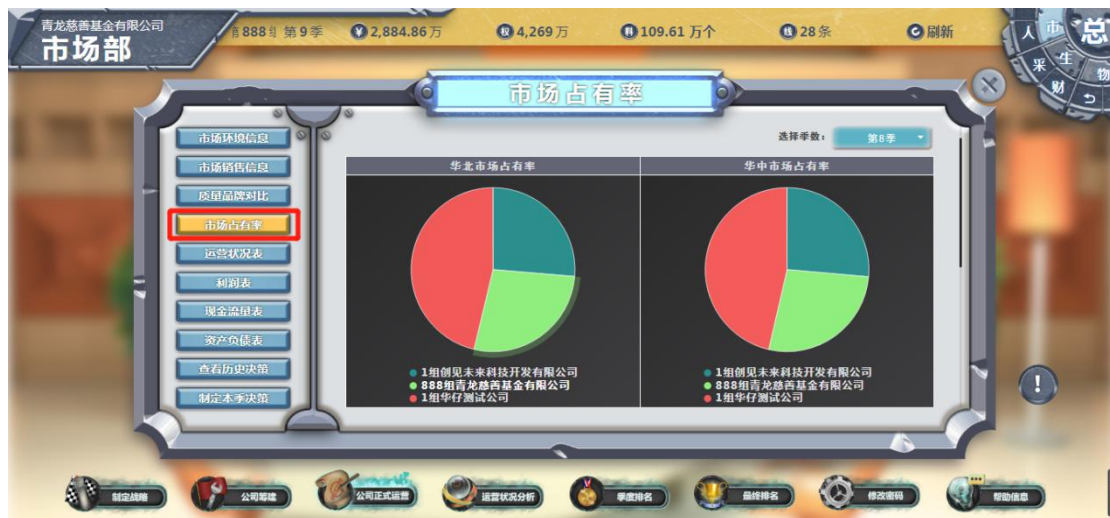 青龙慈善基金有限公司
市场部
888组 第9季
2,884.86万
权 4,269万
料 109.61万个
线 28条
刷新
人
市
总
采
生
物
财
市场占有率
选择季数：
第8季
市场环境信息
市场销售信息
质量品牌对比
市场占有率
运营状况表
利润表
现金流量表
资产负债表
查看历史决策
制定本季决策
华北市场占有率
1组创见未来科技开发有限公司
888组青龙慈善基金有限公司
1组华仔测试公司
华中市场占有率
1组创见未来科技开发有限公司
888组青龙慈善基金有限公司
1组华仔测试公司
!
制定战略
公司筹建
公司正式运营
运营状况分析
季度排名
最终排名
修改密码
帮助信息